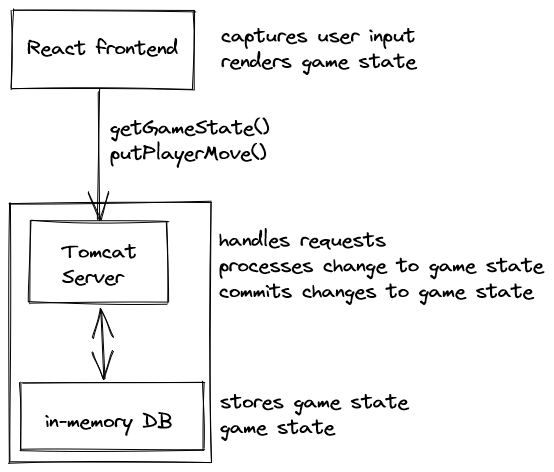 React frontend
captures user input
renders game state
getGameState()
putPlayerMove()
Tomcat
Server
handles requests
processes change to game state
commits changes to game state
in-memory DB
stores game state
game state